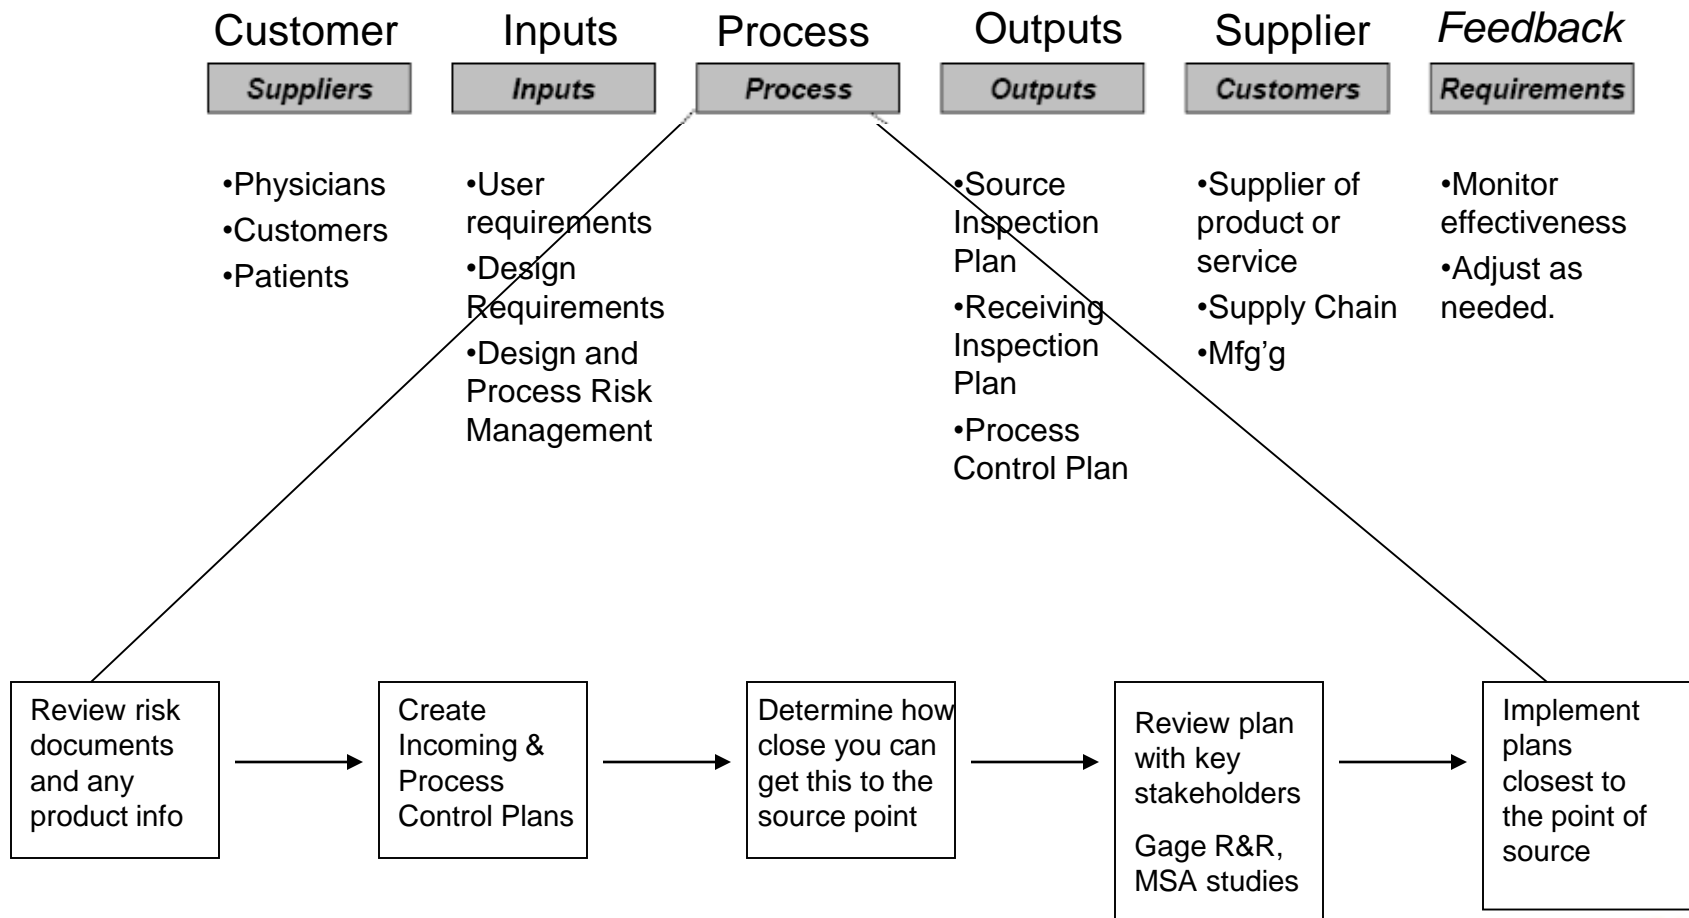 Customer
Inputs
Process
Outputs
Supplier
Feedback
Suppliers
Inputs
Process
Outputs
Customers
Requirements
•Physicians
•Customers
•Patients
•User
requirements
•Design
Requirements
•Design and
Process Risk
Management
•Source
Inspection
Plan
•Receiving
Inspection
Plan
•Process
Control Plan
•Supplier of
product or
service
•Supply Chain
•Mfg'g
•Monitor
effectiveness
•Adjust as
needed.
Review risk
documents
and any
product info
Create
Incoming &
Process
Control Plans
Determine how
close you can
get this to the
source point
Review plan
with key
stakeholders
Gage R&R,
MSA studies
Implement
plans
closest to
the point of
source